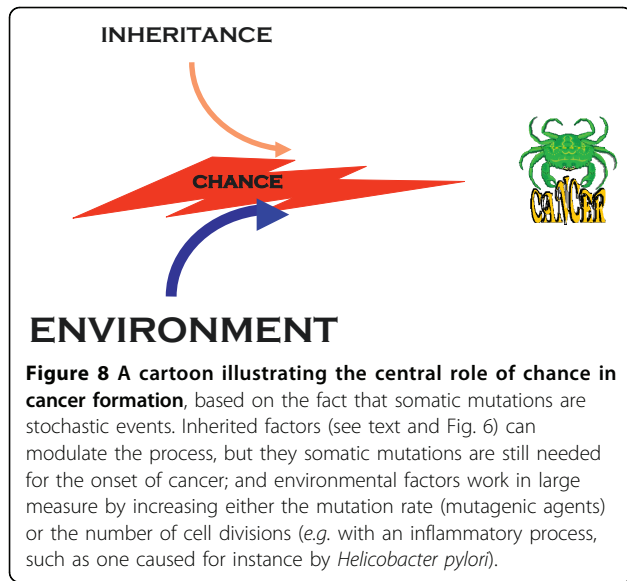 INHERITANCE
CHANCE
CANCER
ENVIRONMENT
Figure 8 A cartoon illustrating the central role of chance in
cancer formation, based on the fact that somatic mutations are
stochastic events. Inherited factors (see text and Fig. 6) can
modulate the process, but they somatic mutations are still needed
for the onset of cancer; and environmental factors work in large
measure by increasing either the mutation rate (mutagenic agents)
or the number of cell divisions (e.g. with an inflammatory process,
such as one caused for instance by Helicobacter pylori).